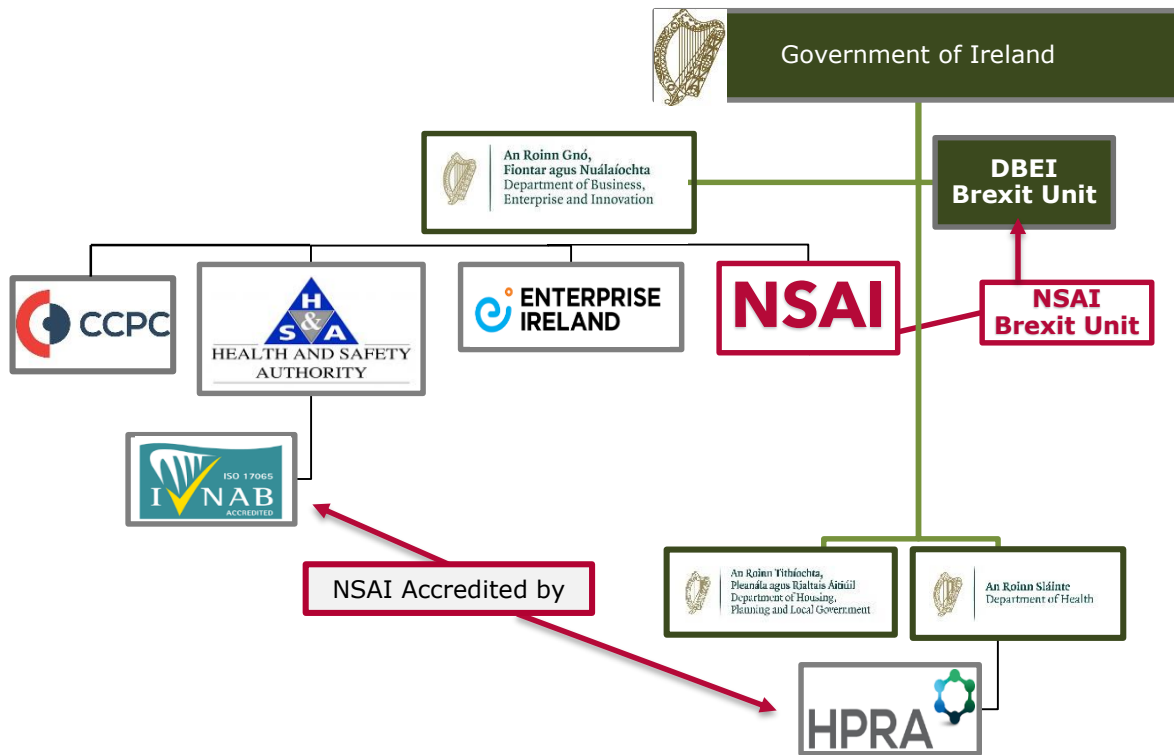 Government of Ireland
An Roinn Gnó,
Fiontar agus Nuálaíochta
Department of Business,
Enterprise and Innovation
DBEI
Brexit Unit
CCPC
H
S & A
HEALTH AND SAFETY
AUTHORITY
ENTERPRISE
IRELAND
NSAI
NSAI
Brexit Unit
ISO 17065
INAB
ACCREDITED
NSAI Accredited by
An Roinn Tithíochta,
Pleanála agus Rialtais Áitiúil
Department of Housing,
Planning and Local Government
An Roinn Sláinte
Department of Health
HPRA